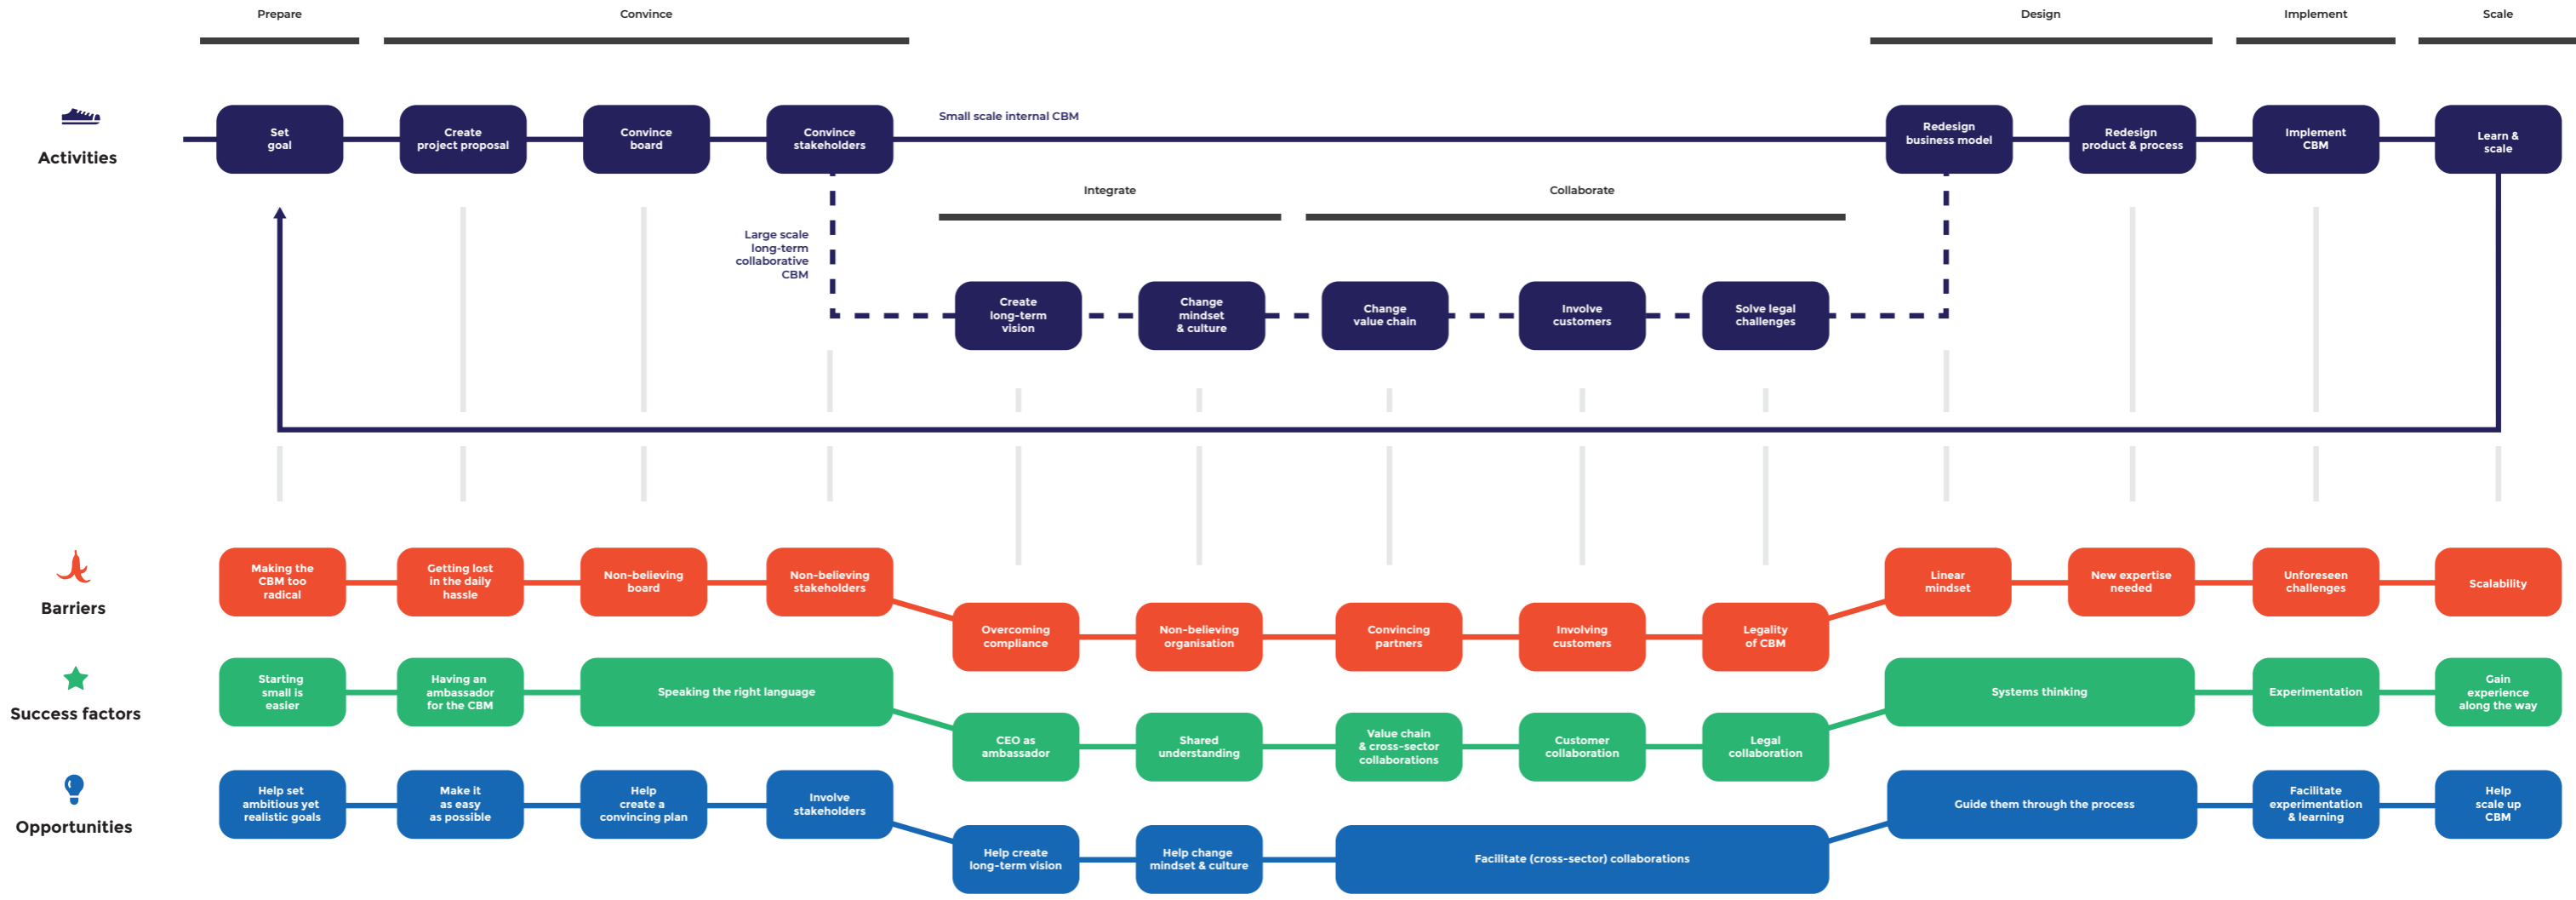 Prepare
Convince
Design
Implement
Scale
Activities
Set
goal
Create
project proposal
Convince
board
Convince
stakeholders
Small scale internal CBM
Redesign
business model
Redesign
product & process
Implement
CBM
Learn &
scale
Large scale
long-term
collaborative
CBM
Integrate
Collaborate
Create
long-term
vision
Change
mindset
& culture
Change
value chain
Involve
customers
Solve legal
challenges
Barriers
Making the
CBM too
radical
Getting lost
in the daily
hassle
Non-believing
board
Non-believing
stakeholders
Overcoming
compliance
Non-believing
organisation
Convincing
partners
Involving
customers
Legality
of CBM
Linear
mindset
New expertise
needed
Unforeseen
challenges
Scalability
Success factors
Starting
small is
easier
Having an
ambassador
for the CBM
Speaking the right language
CEO as
ambassador
Shared
understanding
Value chain
& cross-sector
collaborations
Customer
collaboration
Legal
collaboration
Systems thinking
Experimentation
Gain
experience
along the way
Opportunities
Help set
ambitious yet
realistic goals
Make it
as easy
as possible
Help
create a
convincing plan
Involve
stakeholders
Help create
long-term vision
Help change
mindset & culture
Facilitate (cross-sector) collaborations
Guide them through the process
Facilitate
experimentation
& learning
Help
scale up
CBM